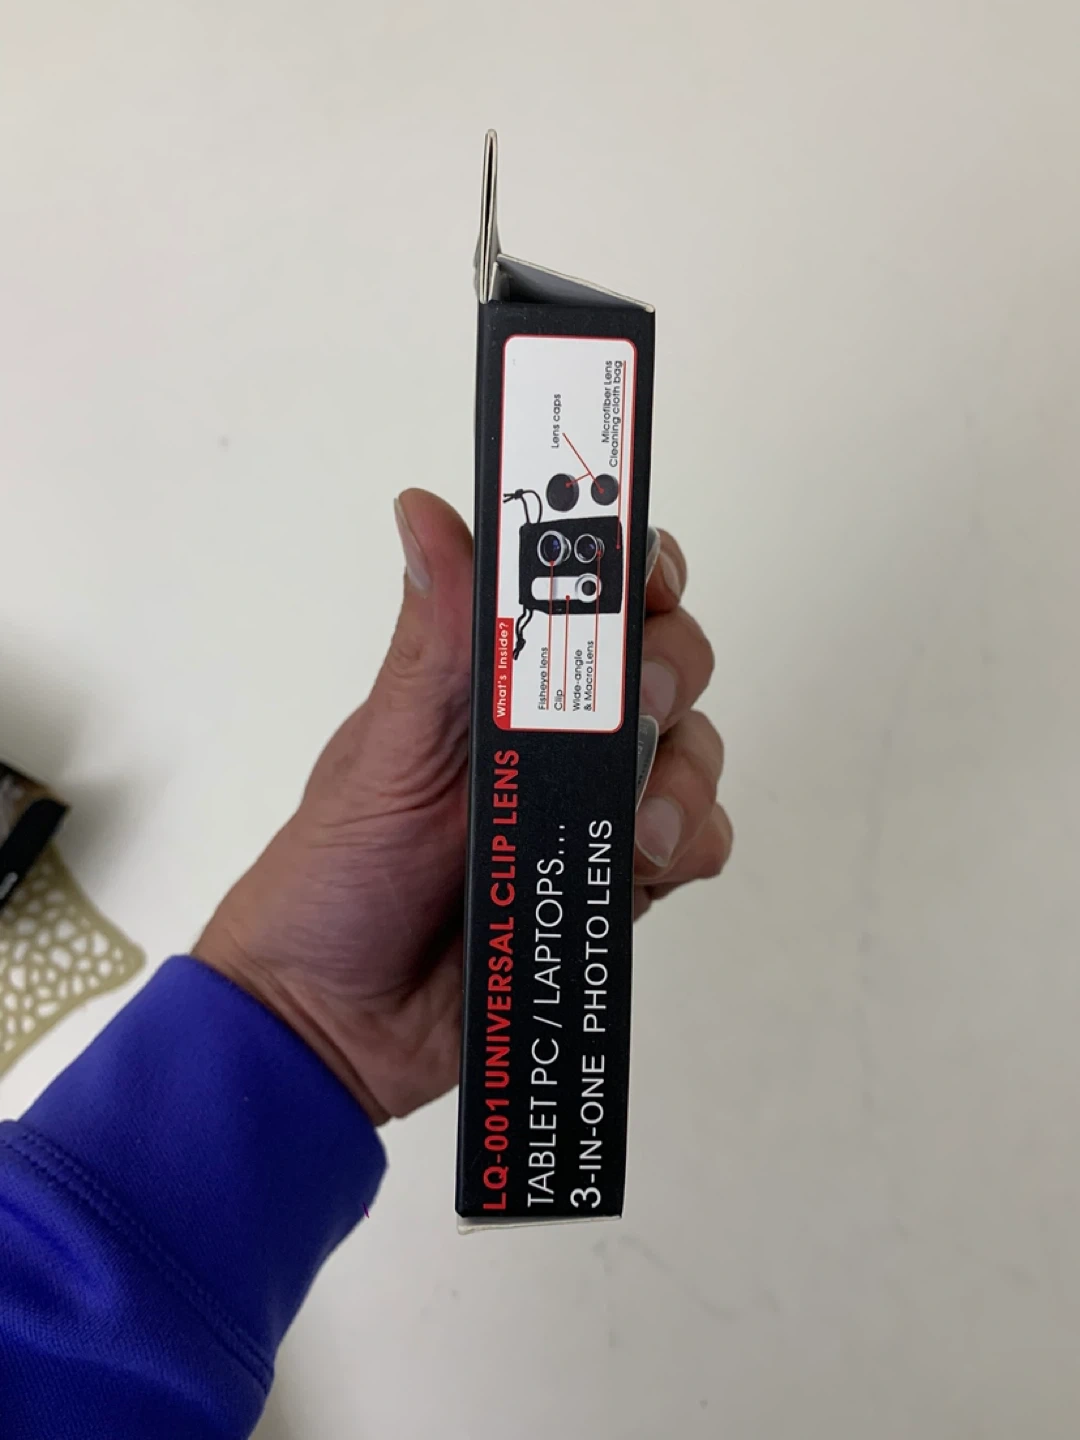 LQ-001 UNIVERSAL CLIP LENS
TABLET PC / LAPTOPS...
3-IN-ONE PHOTO LENS
What's Inside?
Fisheye lens
Clip
Wide-angle
& Macro Lens
Lens caps
Microfiber Lens
Cleaning cloth bag